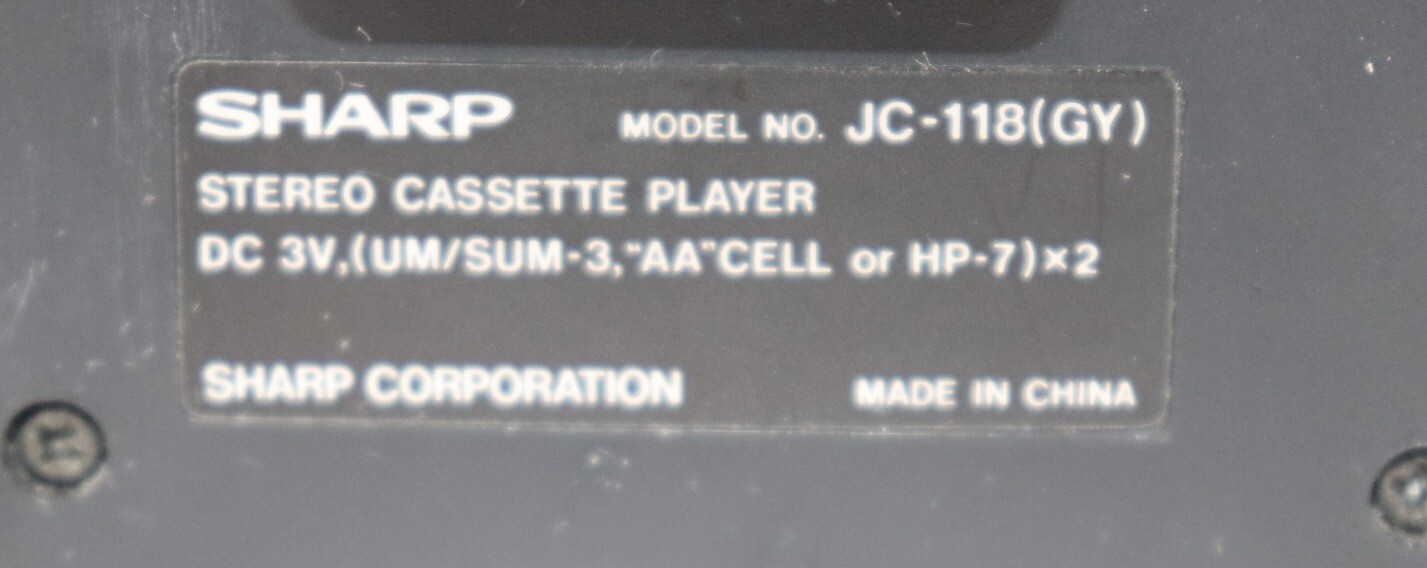 SHARP MODEL NO. JC-118(GY)
STEREO CASSETTE PLAYER
DC 3V,(UM/SUM-3,"AA"CELL or HP-7)×2
SHARP CORPORATION MADE IN CHINA